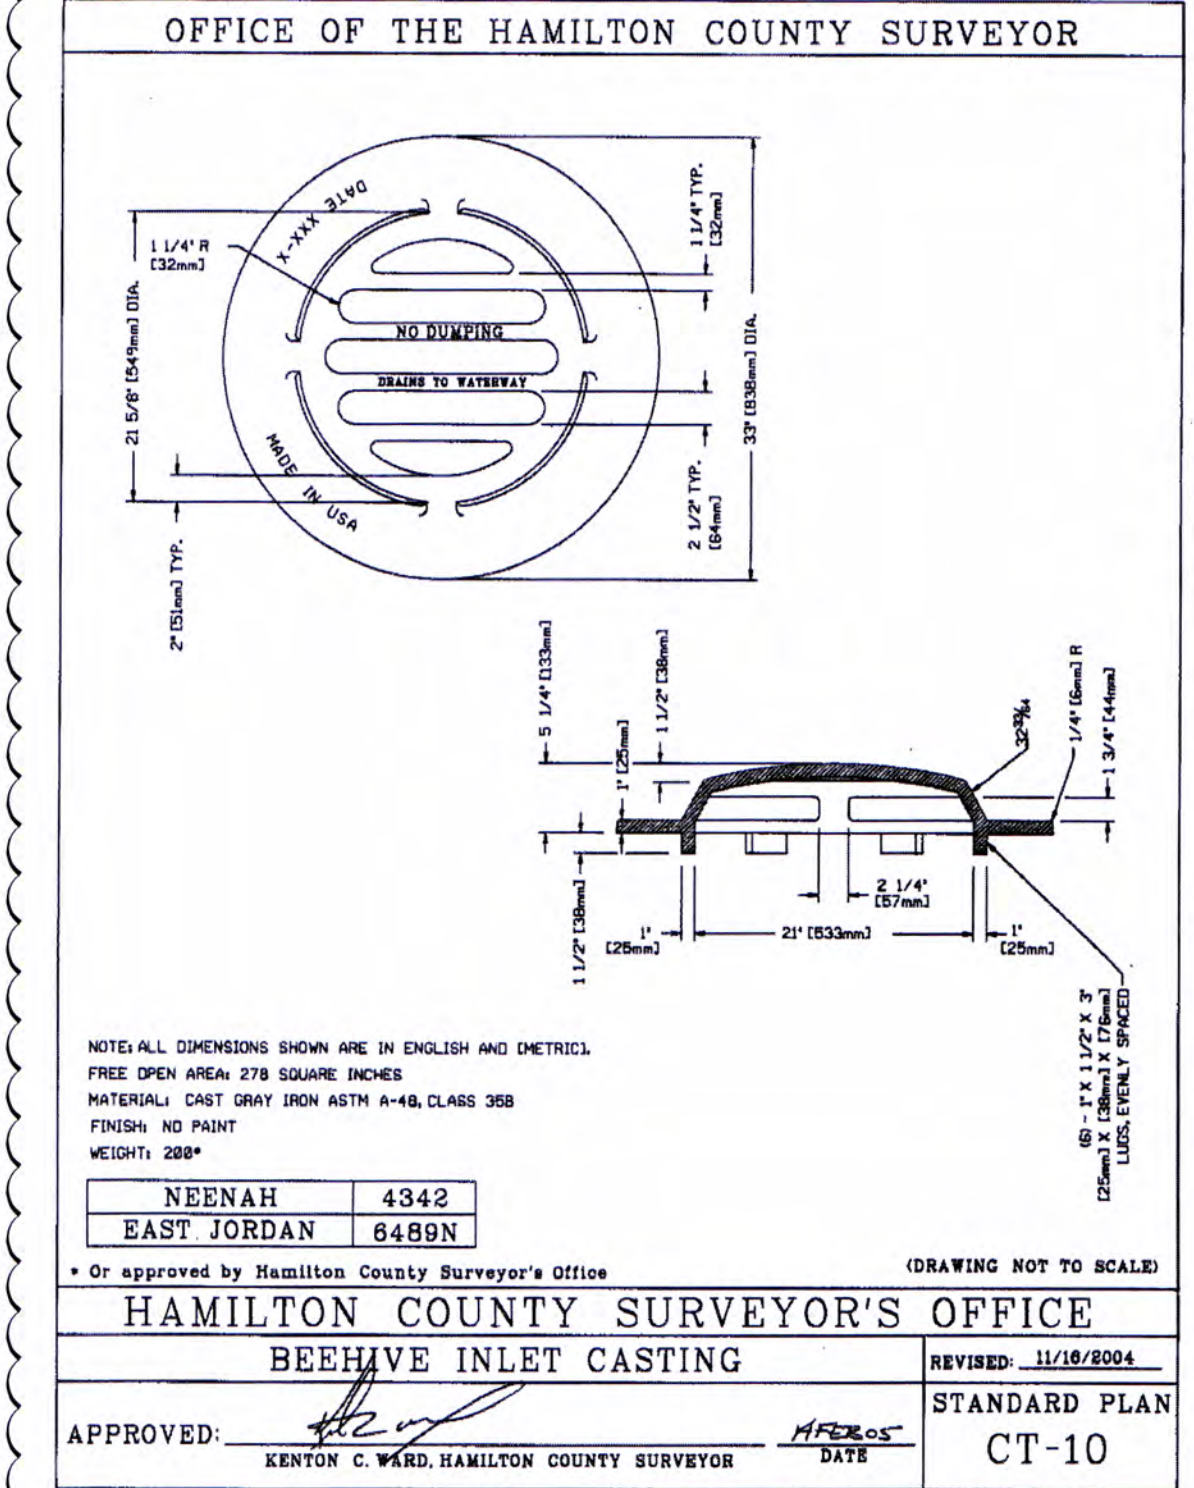 OFFICE OF THE HAMILTON COUNTY SURVEYOR
DATE XXX-X
1 1/4" R
[32mm]
1 1/4" TYP.
[32mm]
21 5/8" [549mm] DIA.
NO DUMPING
DRAINS TO WATERWAY
33" [838mm] DIA.
MADE IN USA
2 1/2" TYP.
[64mm]
2" [51mm] TYP.
5 1/4" [133mm]
1" [25mm]
1 1/2" [38mm]
1/4" [6mm] R
1 3/4" [44mm]
2 1/4"
[57mm]
1 1/2" [38mm]
1"
[25mm]
21" [533mm]
1"
[25mm]
(6) - 1" X 1 1/2" X 3"
[25mm] X [38mm] X [76mm]
LUGS, EVENLY SPACED
NOTE: ALL DIMENSIONS SHOWN ARE IN ENGLISH AND [METRIC].
FREE OPEN AREA: 278 SQUARE INCHES
MATERIAL: CAST GRAY IRON ASTM A-48, CLASS 35B
FINISH: NO PAINT
WEIGHT: 200#
NEENAH 4342
EAST JORDAN 6489N
* Or approved by Hamilton County Surveyor's Office
(DRAWING NOT TO SCALE)
HAMILTON COUNTY SURVEYOR'S OFFICE
BEEHIVE INLET CASTING
REVISED: 11/16/2004
APPROVED:
KENTON C. WARD, HAMILTON COUNTY SURVEYOR
DATE
STANDARD PLAN
CT-10